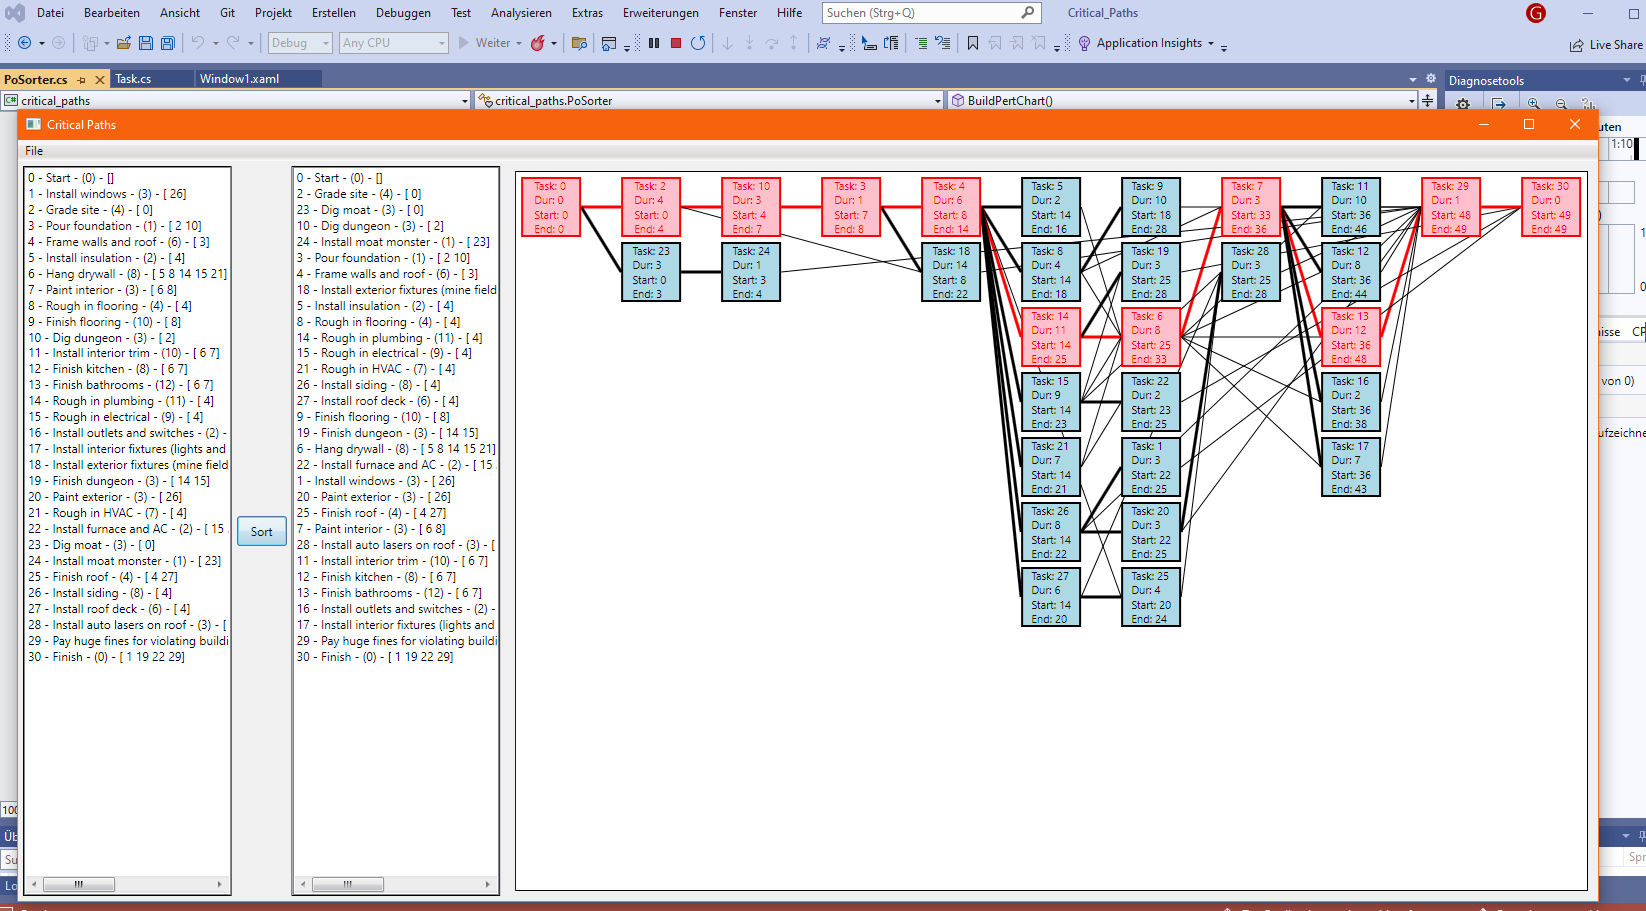 Datei Bearbeiten Ansicht Git Projekt Erstellen Debuggen Test Analysieren Extras Erweiterungen Fenster Hilfe Suchen (Strg+Q) Critical_Paths G
Debug Any CPU Weiter Application Insights Live Share
PoSorter.cs Task.cs Window1.xaml Diagnosetools
C# critical_paths critical_paths.PoSorter BuildPertChart()
Critical Paths
File
0 - Start - (0) - []
1 - Install windows - (3) - [ 26]
2 - Grade site - (4) - [ 0]
3 - Pour foundation - (1) - [ 2 10]
4 - Frame walls and roof - (6) - [ 3]
5 - Install insulation - (2) - [ 4]
6 - Hang drywall - (8) - [ 5 8 14 15 21]
7 - Paint interior - (3) - [ 6 8]
8 - Rough in flooring - (4) - [ 4]
9 - Finish flooring - (10) - [ 8]
10 - Dig dungeon - (3) - [ 2]
11 - Install interior trim - (10) - [ 6 7]
12 - Finish kitchen - (8) - [ 6 7]
13 - Finish bathrooms - (12) - [ 6 7]
14 - Rough in plumbing - (11) - [ 4]
15 - Rough in electrical - (9) - [ 4]
16 - Install outlets and switches - (2) -
17 - Install interior fixtures (lights and
18 - Install exterior fixtures (mine field
19 - Finish dungeon - (3) - [ 14 15]
20 - Paint exterior - (3) - [ 26]
21 - Rough in HVAC - (7) - [ 4]
22 - Install furnace and AC - (2) - [ 15
23 - Dig moat - (3) - [ 0]
24 - Install moat monster - (1) - [ 23]
25 - Finish roof - (4) - [ 4 27]
26 - Install siding - (8) - [ 4]
27 - Install roof deck - (6) - [ 4]
28 - Install auto lasers on roof - (3) - [
29 - Pay huge fines for violating buildi
30 - Finish - (0) - [ 1 19 22 29]
Sort
0 - Start - (0) - []
2 - Grade site - (4) - [ 0]
23 - Dig moat - (3) - [ 0]
10 - Dig dungeon - (3) - [ 2]
24 - Install moat monster - (1) - [ 23]
3 - Pour foundation - (1) - [ 2 10]
4 - Frame walls and roof - (6) - [ 3]
18 - Install exterior fixtures (mine field
5 - Install insulation - (2) - [ 4]
8 - Rough in flooring - (4) - [ 4]
14 - Rough in plumbing - (11) - [ 4]
15 - Rough in electrical - (9) - [ 4]
21 - Rough in HVAC - (7) - [ 4]
26 - Install siding - (8) - [ 4]
27 - Install roof deck - (6) - [ 4]
9 - Finish flooring - (10) - [ 8]
19 - Finish dungeon - (3) - [ 14 15]
6 - Hang drywall - (8) - [ 5 8 14 15 21]
22 - Install furnace and AC - (2) - [ 15
1 - Install windows - (3) - [ 26]
20 - Paint exterior - (3) - [ 26]
25 - Finish roof - (4) - [ 4 27]
7 - Paint interior - (3) - [ 6 8]
28 - Install auto lasers on roof - (3) - [
11 - Install interior trim - (10) - [ 6 7]
12 - Finish kitchen - (8) - [ 6 7]
13 - Finish bathrooms - (12) - [ 6 7]
16 - Install outlets and switches - (2) -
17 - Install interior fixtures (lights and
29 - Pay huge fines for violating buildi
30 - Finish - (0) - [ 1 19 22 29]
Task: 0
Dur: 0
Start: 0
End: 0
Task: 2
Dur: 4
Start: 0
End: 4
Task: 23
Dur: 3
Start: 0
End: 3
Task: 10
Dur: 3
Start: 4
End: 7
Task: 24
Dur: 1
Start: 3
End: 4
Task: 3
Dur: 1
Start: 7
End: 8
Task: 4
Dur: 6
Start: 8
End: 14
Task: 18
Dur: 14
Start: 8
End: 22
Task: 5
Dur: 2
Start: 14
End: 16
Task: 8
Dur: 4
Start: 14
End: 18
Task: 14
Dur: 11
Start: 14
End: 25
Task: 15
Dur: 9
Start: 14
End: 23
Task: 21
Dur: 7
Start: 14
End: 21
Task: 26
Dur: 8
Start: 14
End: 22
Task: 27
Dur: 6
Start: 14
End: 20
Task: 9
Dur: 10
Start: 18
End: 28
Task: 19
Dur: 3
Start: 25
End: 28
Task: 6
Dur: 8
Start: 25
End: 33
Task: 22
Dur: 2
Start: 23
End: 25
Task: 1
Dur: 3
Start: 22
End: 25
Task: 20
Dur: 3
Start: 22
End: 25
Task: 25
Dur: 4
Start: 20
End: 24
Task: 7
Dur: 3
Start: 33
End: 36
Task: 28
Dur: 3
Start: 25
End: 28
Task: 11
Dur: 10
Start: 36
End: 46
Task: 12
Dur: 8
Start: 36
End: 44
Task: 13
Dur: 12
Start: 36
End: 48
Task: 16
Dur: 2
Start: 36
End: 38
Task: 17
Dur: 7
Start: 36
End: 43
Task: 29
Dur: 1
Start: 48
End: 49
Task: 30
Dur: 0
Start: 49
End: 49
uten
1:10
von 0)